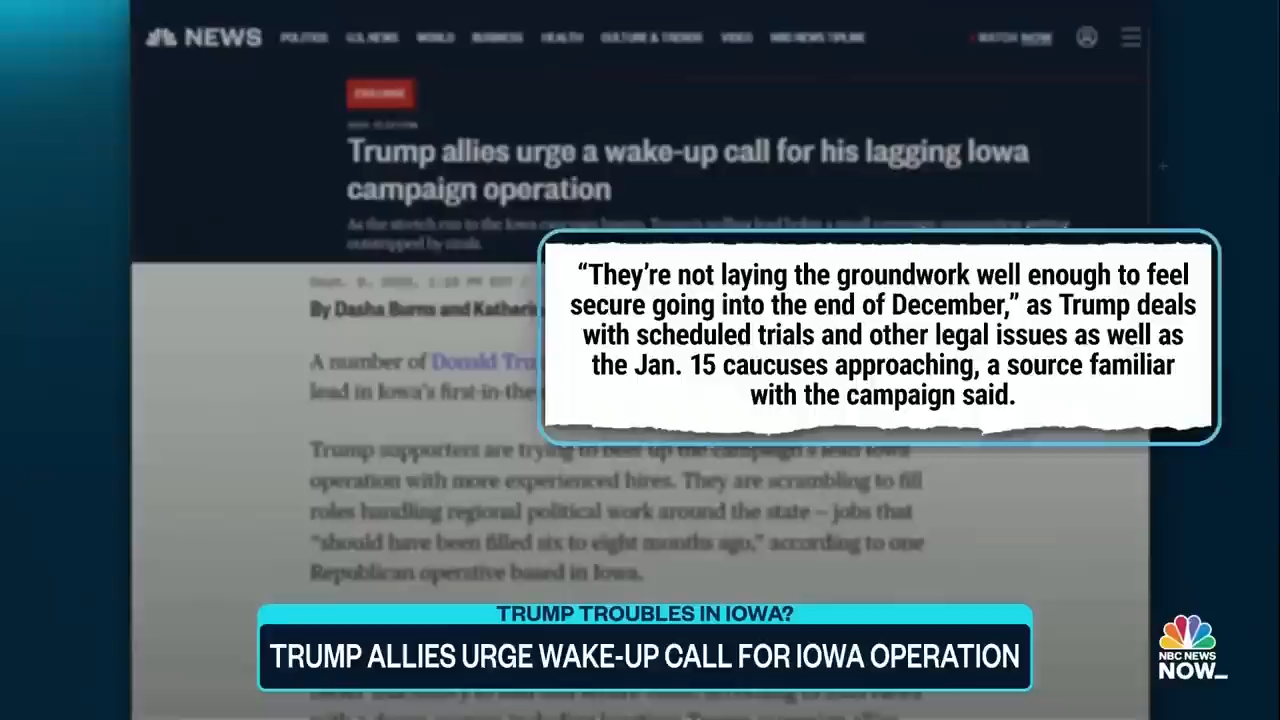 NEWS
POLITICS U.S. NEWS WORLD BUSINESS HEALTH CULTURE & TRENDS VIDEO NBC NEWS TIPLINE
WATCH NOW
Trump allies urge a wake-up call for his lagging Iowa
campaign operation
outstripped by rivals.
By Dasha Burns and
A number of Donald
lead in Iowa's
“They’re not laying the groundwork well enough to feel
secure going into the end of December,” as Trump deals
with scheduled trials and other legal issues as well as
the Jan. 15 caucuses approaching, a source familiar
with the campaign said.
Trump supporters are trying to beef up the campaign's lead Iowa
operation with more experienced hires. They are scrambling to fill
roles handling regional political work around the state – jobs that
“should have been filled six to eight months ago,” according to one
Republican operative based in Iowa.
TRUMP TROUBLES IN IOWA?
TRUMP ALLIES URGE WAKE-UP CALL FOR IOWA OPERATION
NBC NEWS
NOW_